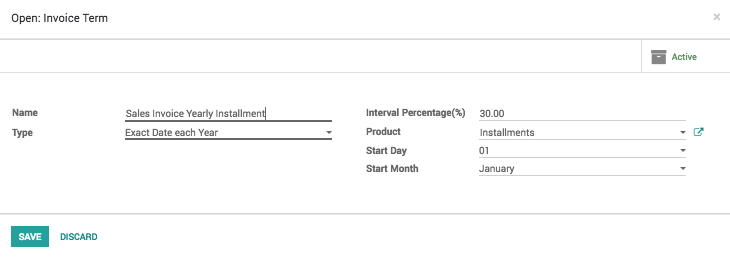 Open: Invoice Term
×
Active
Name Sales Invoice Yearly Installment
Type Exact Date each Year
Interval Percentage(%) 30.00
Product Installments
Start Day 01
Start Month January
SAVE DISCARD